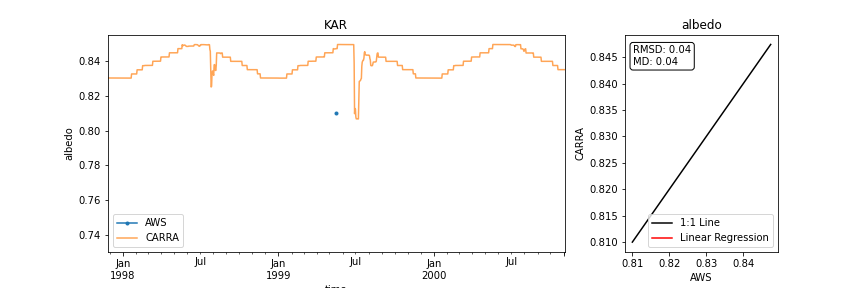 KAR
albedo
0.84
0.82
0.80
0.78
0.76
0.74
albedo
AWS
CARRA
Jan
1998
Jul
Jan
1999
Jul
Jan
2000
Jul
time
albedo
RMSD: 0.04
MD: 0.04
0.845
0.840
0.835
0.830
0.825
0.820
0.815
0.810
CARRA
1:1 Line
Linear Regression
0.81
0.82
0.83
0.84
AWS